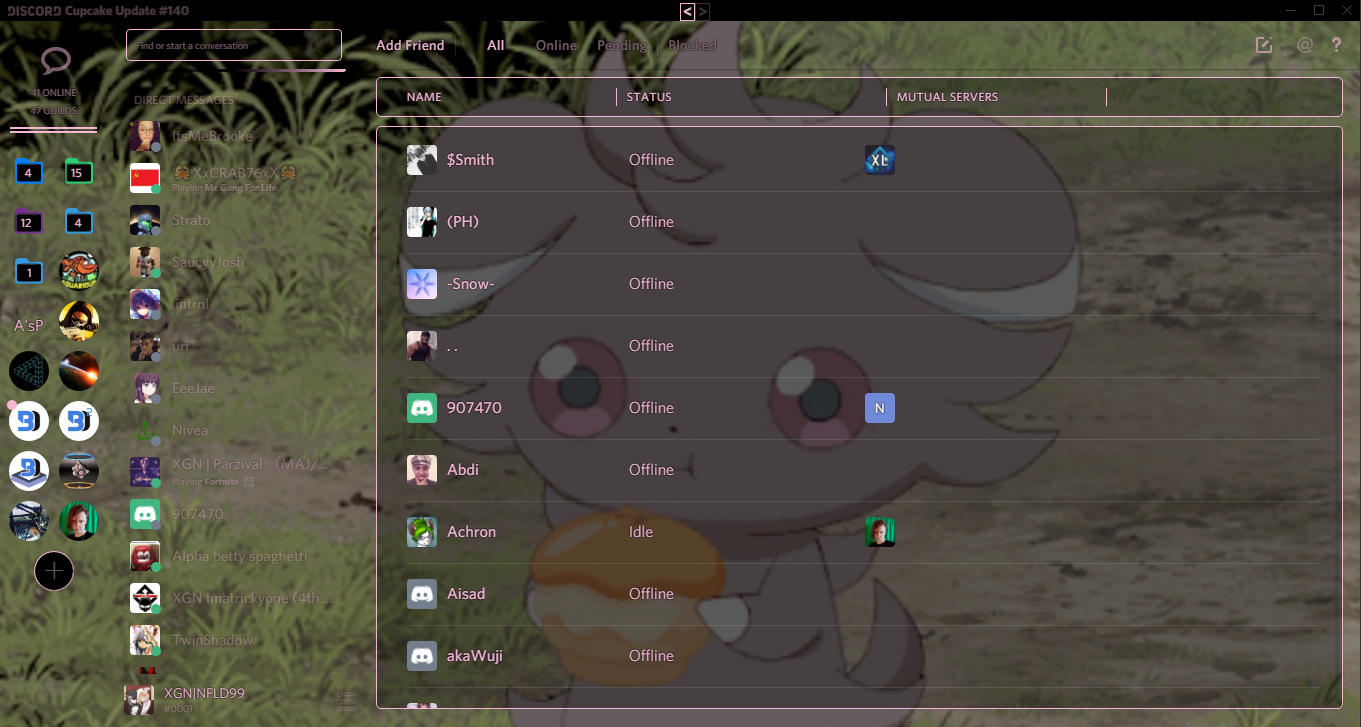 DISCORD Cupcake Update #140
< >
Find or start a conversation
Add Friend
All
Online
Pending
Blocked
@
?
41 ONLINE
47 GUILDS
DIRECT MESSAGES
NAME
STATUS
MUTUAL SERVERS
4
15
12
4
1
AQUARIUM
A'sP
ItsMeBrooke
XxCRAB76xX
Playing Mc Gang For Life
Strato
SaucyyJosh
.intrnl
uri
EeeJae
Nivea
XGN | Parzival 〔MAJ/...
Playing Fortnite
907470
Alpha betty spaghetti
XGN Imatrickyone (4th ...
TwinShadow
XGN|NFLD99
#0001
$Smith
Offline
XL
(PH)
Offline
-Snow-
Offline
. .
Offline
907470
Offline
N
Abdi
Offline
Achron
Idle
Aisad
Offline
akaWuji
Offline